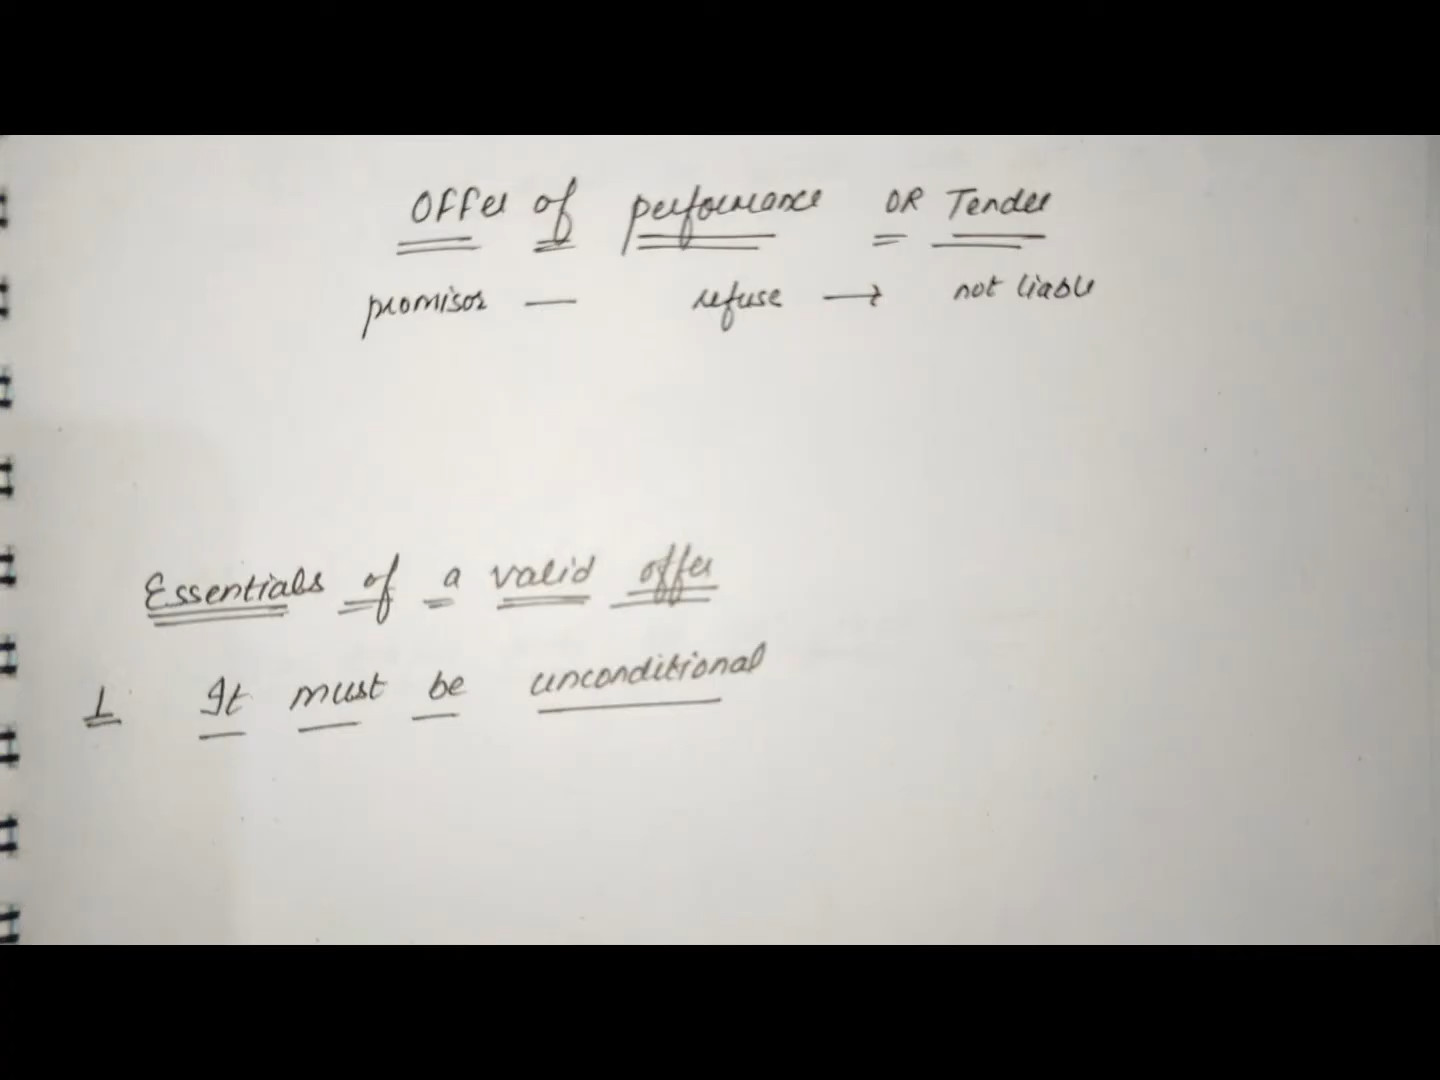 Offer of performance OR Tender
promisor — refuse → not liable
Essentials of a valid offer
1 It must be unconditional